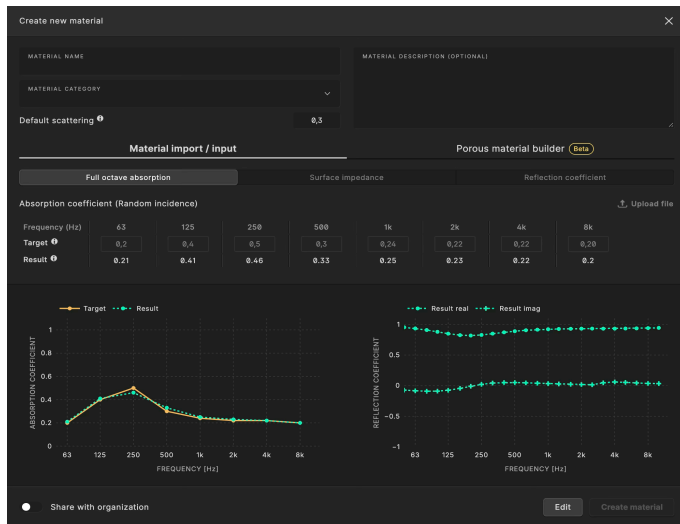 Create new material
MATERIAL NAME
MATERIAL DESCRIPTION (OPTIONAL)
MATERIAL CATEGORY
Default scattering
0,3
Material import / input
Porous material builder Beta
Full octave absorption
Surface impedance
Reflection coefficient
Absorption coefficient (Random incidence)
Upload file
Frequency (Hz) 63 125 250 500 1k 2k 4k 8k
Target 0,2 0,4 0,5 0,3 0,24 0,22 0,22 0,20
Result 0.21 0.41 0.46 0.33 0.25 0.23 0.22 0.2
Target Result
1
0.8
0.6
0.4
0.2
0
ABSORPTION COEFFICIENT
63 125 250 500 1k 2k 4k 8k
FREQUENCY [Hz]
Result real Result imag
1
0.5
0
−0.5
−1
REFLECTION COEFFICIENT
63 125 250 500 1k 2k 4k 8k
FREQUENCY [Hz]
Share with organization
Edit
Create material